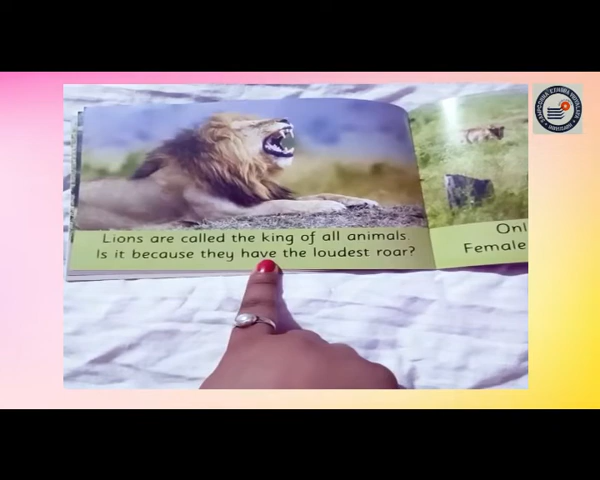 Lions are called the king of all animals.
Is it because they have the loudest roar?
Onl
Female